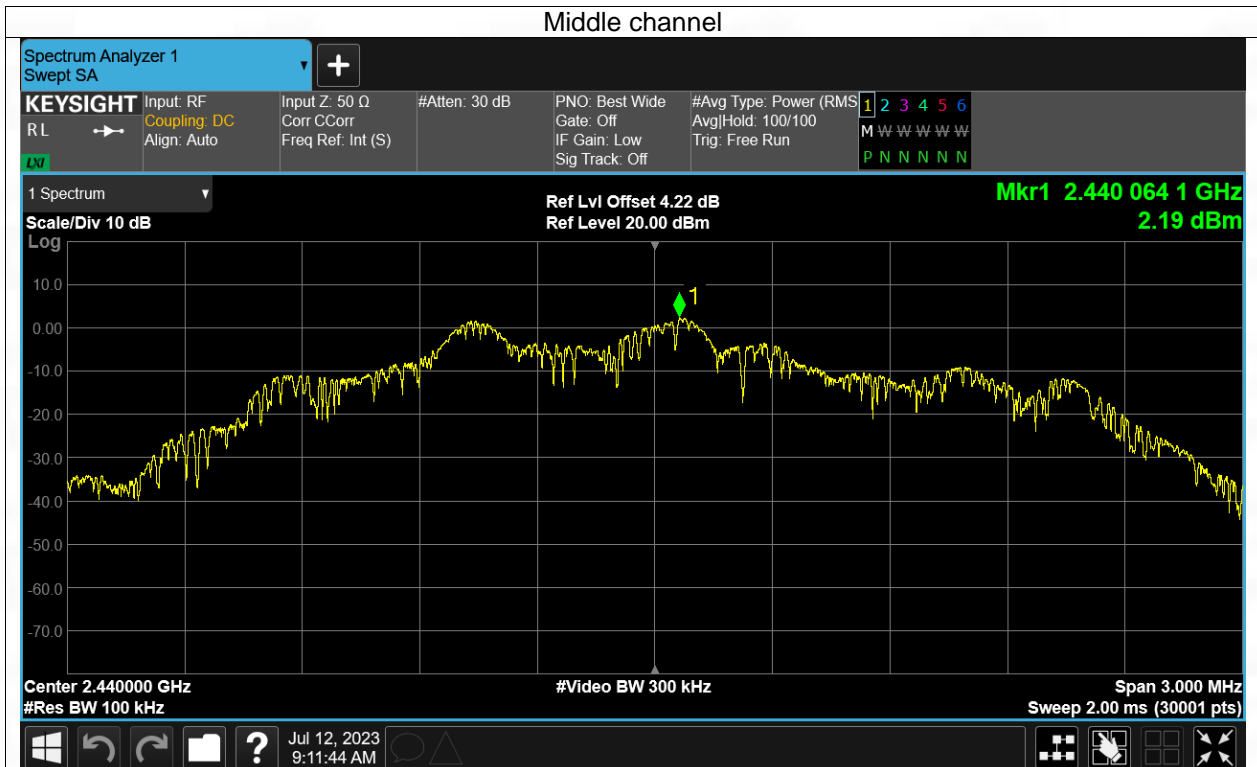 Middle channel
Spectrum Analyzer 1
Swept SA
KEYSIGHT
RL
LXI
Input: RF
Coupling: DC
Align: Auto
Input Z: 50 Ω
Corr CCorr
Freq Ref: Int (S)
#Atten: 30 dB
PNO: Best Wide
Gate: Off
IF Gain: Low
Sig Track: Off
#Avg Type: Power (RMS
Avg|Hold: 100/100
Trig: Free Run
1 2 3 4 5 6
M W W W W W
P N N N N N
1 Spectrum
Scale/Div 10 dB
Log
Ref Lvl Offset 4.22 dB
Ref Level 20.00 dBm
Mkr1 2.440 064 1 GHz
2.19 dBm
10.0
1
0.00
-10.0
-20.0
-30.0
-40.0
-50.0
-60.0
-70.0
Center 2.440000 GHz
#Res BW 100 kHz
#Video BW 300 kHz
Span 3.000 MHz
Sweep 2.00 ms (30001 pts)
?
Jul 12, 2023
9:11:44 AM